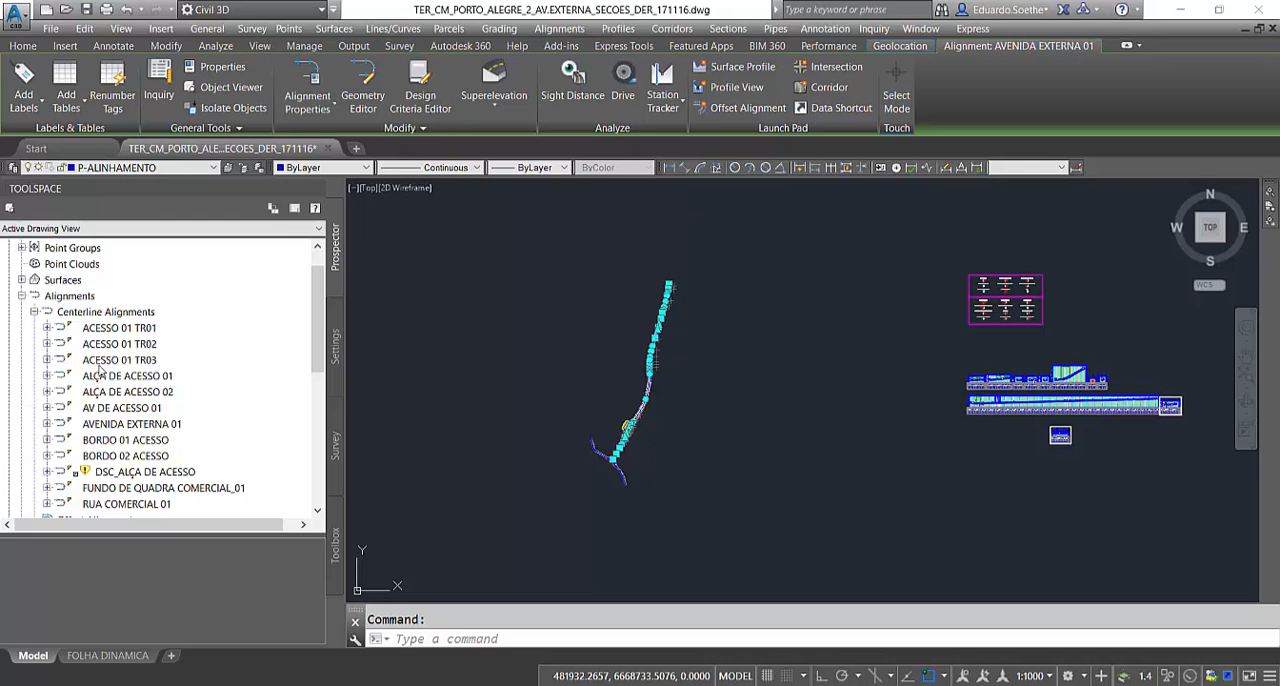 C3D
Civil 3D
TER_CM_PORTO_ALEGRE_2_AV.EXTERNA_SECOES_DER_171116.dwg
Type a keyword or phrase
Eduardo.Soethe
File Edit View Insert General Survey Points Surfaces Lines/Curves Parcels Grading Alignments Profiles Corridors Sections Pipes Annotation Inquiry Window Express
Home Insert Annotate Modify Analyze View Manage Output Survey Autodesk 360 Help Add-ins Express Tools Featured Apps BIM 360 Performance Geolocation Alignment: AVENIDA EXTERNA 01
Add Labels
Add Tables
Renumber Tags
Inquiry
Properties
Object Viewer
Isolate Objects
Alignment Properties
Geometry Editor
Design Criteria Editor
Superelevation
Sight Distance
Drive
Station Tracker
Surface Profile
Profile View
Offset Alignment
Intersection
Corridor
Data Shortcut
Select Mode
Labels & Tables
General Tools
Modify
Analyze
Launch Pad
Touch
Start
TER_CM_PORTO_ALE...ECOES_DER_171116*
P-ALINHAMENTO
ByLayer
Continuous
ByLayer
ByColor
TOOLSPACE
[−][Top][2D Wireframe]
Active Drawing View
Prospector
Settings
Survey
Toolbox
Point Groups
Point Clouds
Surfaces
Alignments
Centerline Alignments
ACESSO 01 TR01
ACESSO 01 TR02
ACESSO 01 TR03
ALÇA DE ACESSO 01
ALÇA DE ACESSO 02
AV DE ACESSO 01
AVENIDA EXTERNA 01
BORDO 01 ACESSO
BORDO 02 ACESSO
DSC_ALÇA DE ACESSO
FUNDO DE QUADRA COMERCIAL_01
RUA COMERCIAL 01
N
W
TOP
E
S
WCS
Y
X
Command:
Type a command
Model
FOLHA DINAMICA
481932.2657, 6668733.5076, 0.0000
MODEL
1:1000
1.4